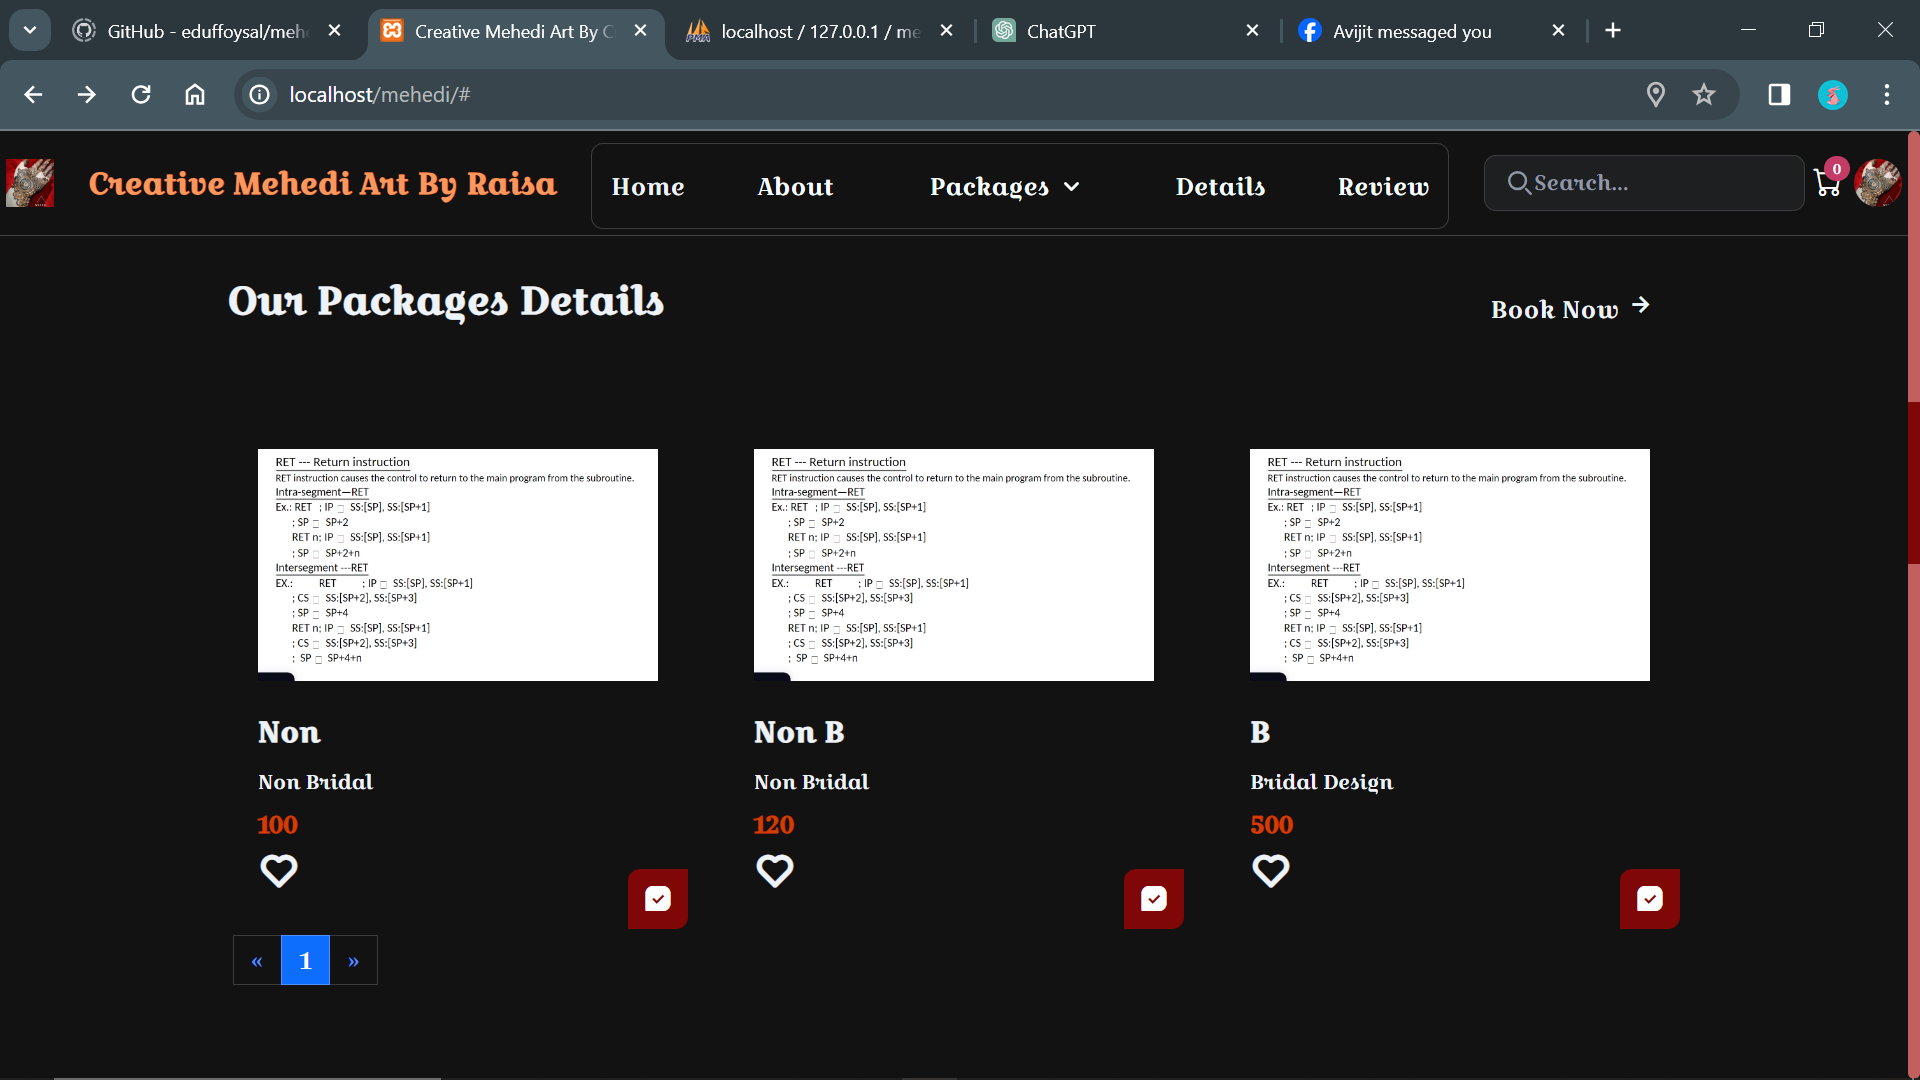 GitHub - eduffoysal/meh
Creative Mehedi Art By C
localhost / 127.0.0.1 / me
ChatGPT
Avijit messaged you
localhost/mehedi/#
Creative Mehedi Art By Raisa
Home
About
Packages
Details
Review
Search...
0
Our Packages Details
Book Now →
RET --- Return instruction
RET instruction causes the control to return to the main program from the subroutine.
Intra-segment—RET
Ex.: RET ; IP □ SS:[SP], SS:[SP+1]
; SP □ SP+2
RET n; IP □ SS:[SP], SS:[SP+1]
; SP □ SP+2+n
Intersegment ---RET
EX.: RET ; IP □ SS:[SP], SS:[SP+1]
; CS □ SS:[SP+2], SS:[SP+3]
; SP □ SP+4
RET n; IP □ SS:[SP], SS:[SP+1]
; CS □ SS:[SP+2], SS:[SP+3]
; SP □ SP+4+n
Non
Non Bridal
100
RET --- Return instruction
RET instruction causes the control to return to the main program from the subroutine.
Intra-segment—RET
Ex.: RET ; IP □ SS:[SP], SS:[SP+1]
; SP □ SP+2
RET n; IP □ SS:[SP], SS:[SP+1]
; SP □ SP+2+n
Intersegment ---RET
EX.: RET ; IP □ SS:[SP], SS:[SP+1]
; CS □ SS:[SP+2], SS:[SP+3]
; SP □ SP+4
RET n; IP □ SS:[SP], SS:[SP+1]
; CS □ SS:[SP+2], SS:[SP+3]
; SP □ SP+4+n
Non B
Non Bridal
120
RET --- Return instruction
RET instruction causes the control to return to the main program from the subroutine.
Intra-segment—RET
Ex.: RET ; IP □ SS:[SP], SS:[SP+1]
; SP □ SP+2
RET n; IP □ SS:[SP], SS:[SP+1]
; SP □ SP+2+n
Intersegment ---RET
EX.: RET ; IP □ SS:[SP], SS:[SP+1]
; CS □ SS:[SP+2], SS:[SP+3]
; SP □ SP+4
RET n; IP □ SS:[SP], SS:[SP+1]
; CS □ SS:[SP+2], SS:[SP+3]
; SP □ SP+4+n
B
Bridal Design
500
« 1 »